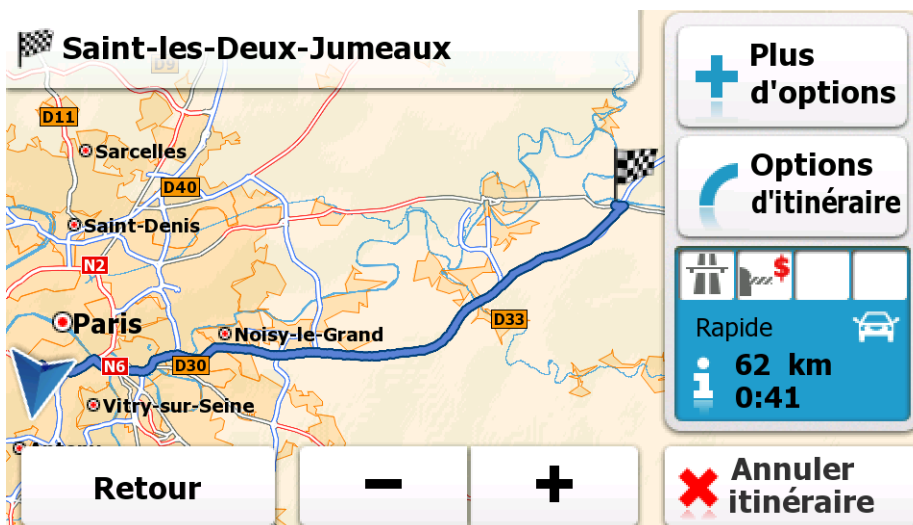 Saint-les-Deux-Jumeaux
Plus
d'options
D11
Sarcelles
D40
Options
d'itinéraire
Saint-Denis
N2
$
Paris
Noisy-le-Grand
D33
Rapide
N6
D30
62 km
0:41
Vitry-sur-Seine
Retour
−
+
Annuler
itinéraire